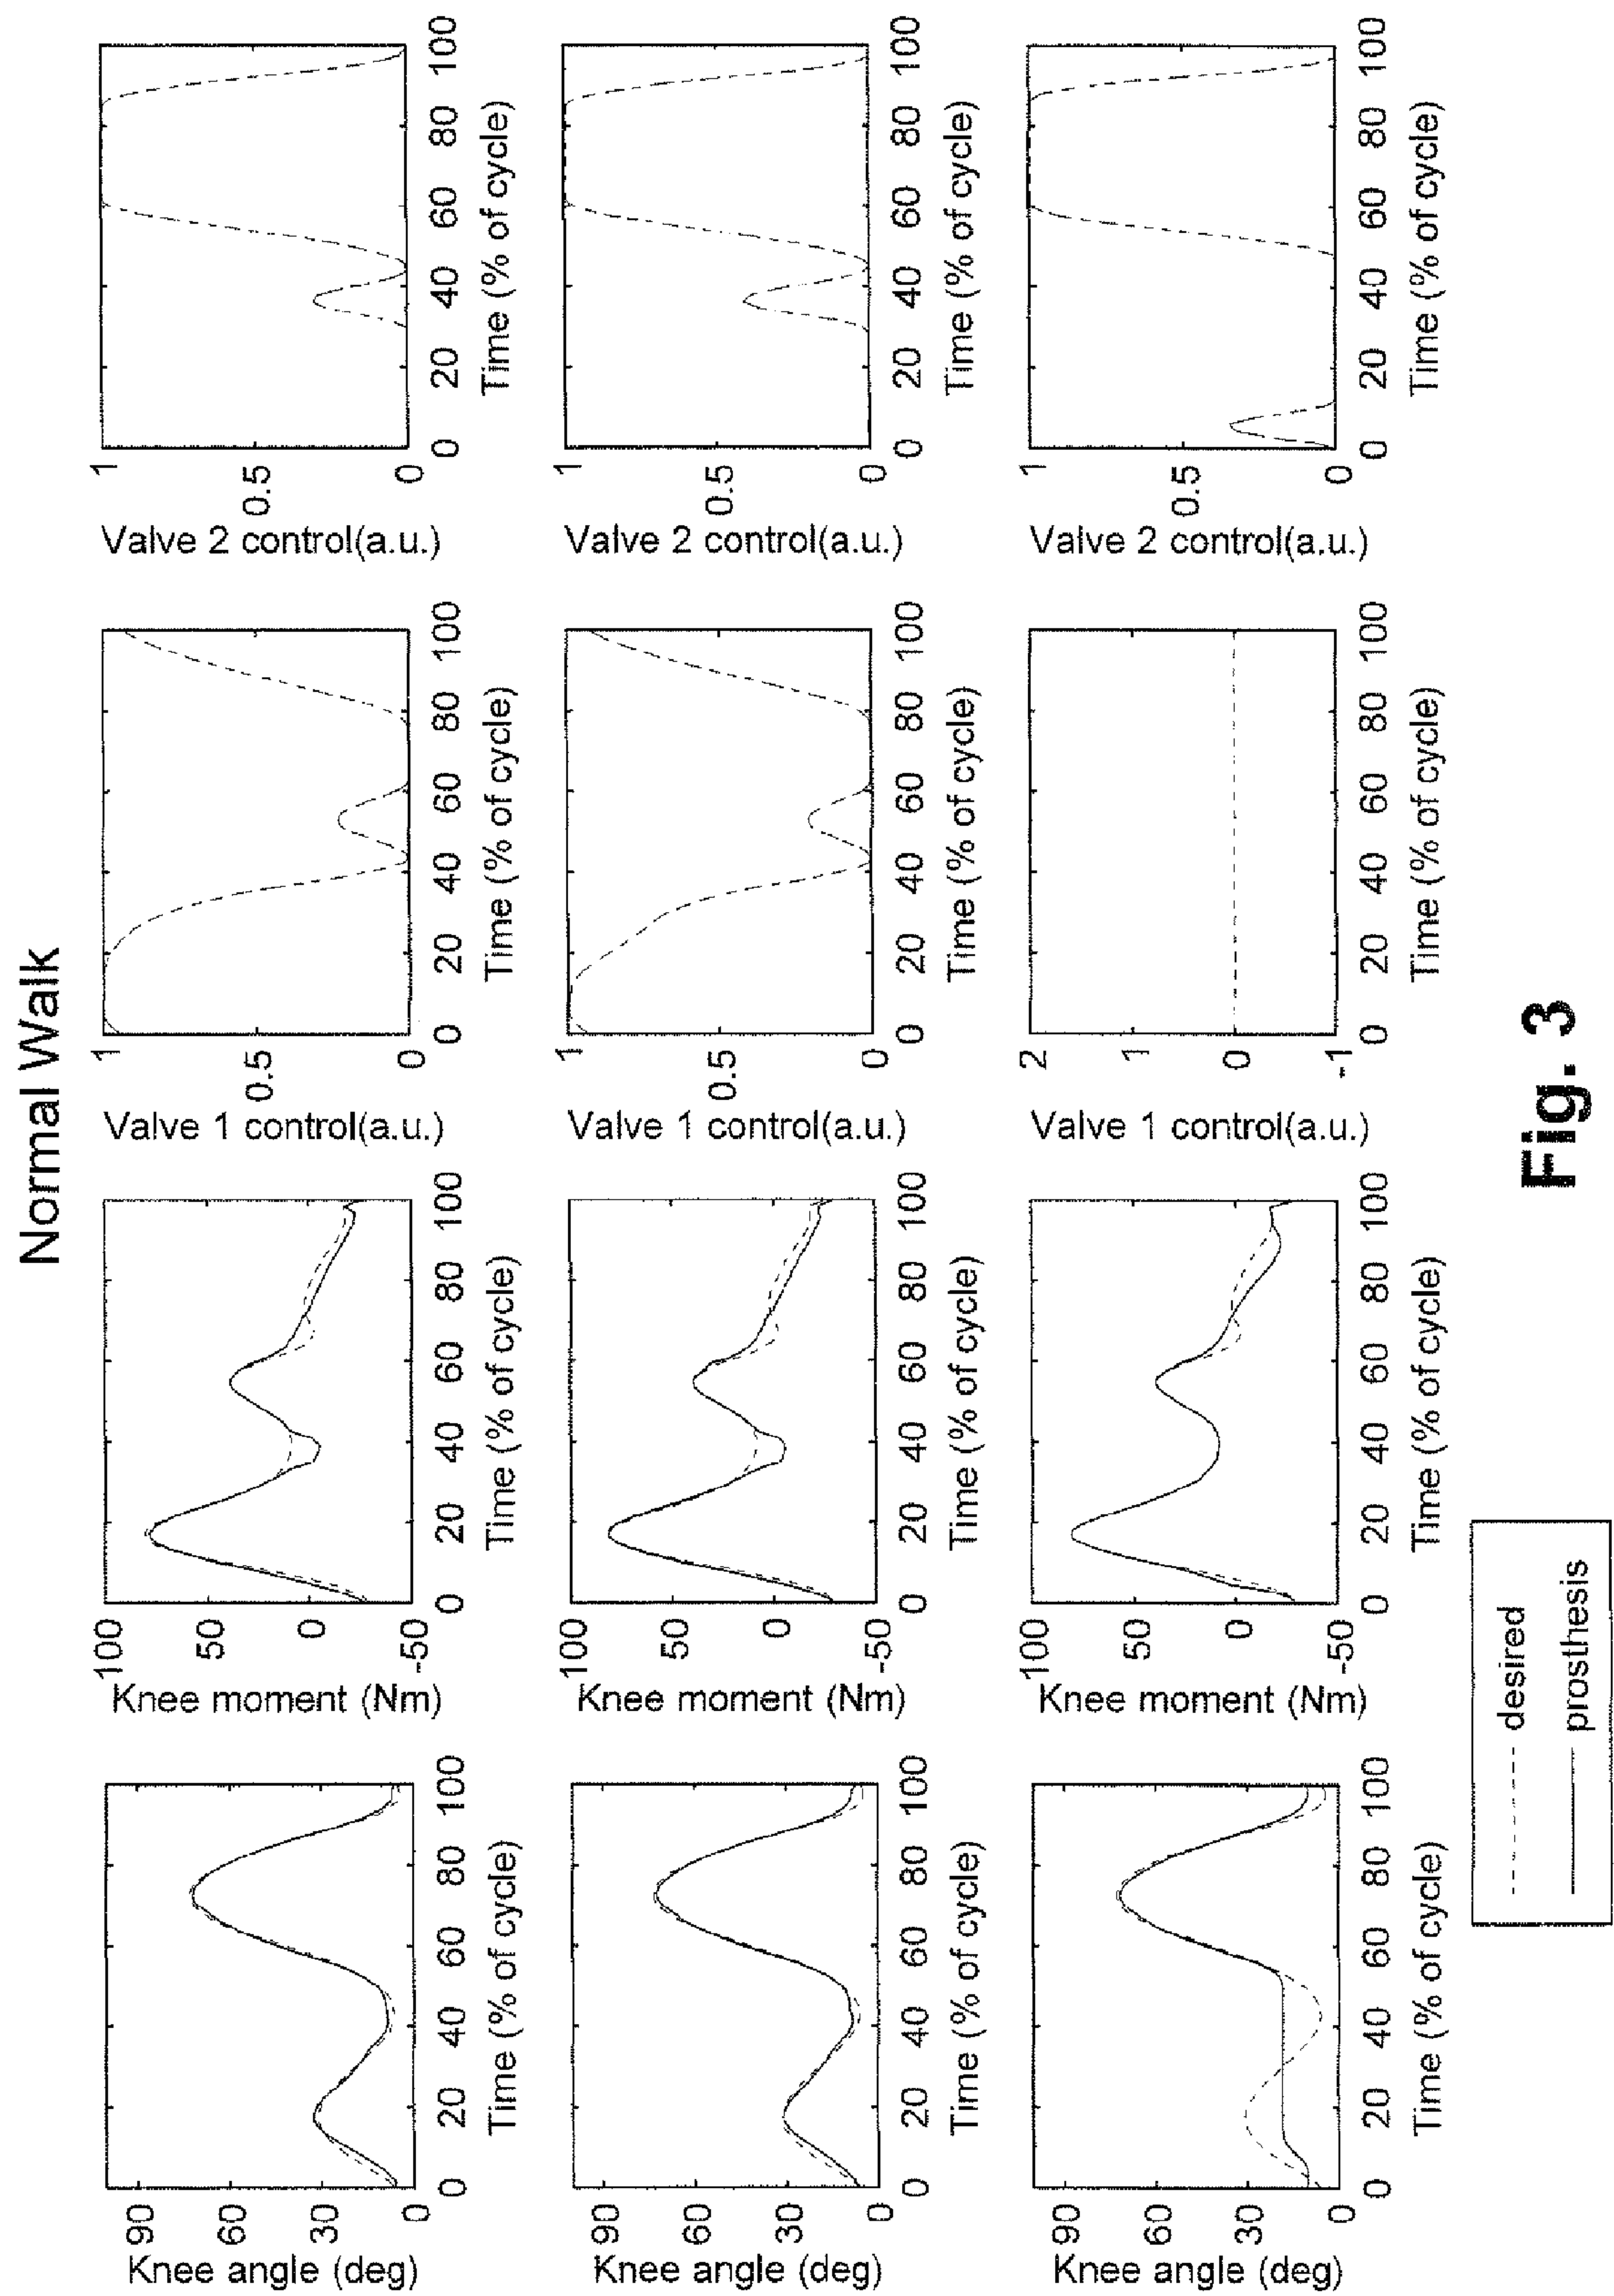 Normal Walk
Knee angle (deg)
90
60
30
0
0 20 40 60 80 100
Time (% of cycle)
Knee moment (Nm)
100
50
0
-50
0 20 40 60 80 100
Time (% of cycle)
Valve 1 control(a.u.)
1
0.5
0
0 20 40 60 80 100
Time (% of cycle)
Valve 2 control(a.u.)
1
0.5
0
0 20 40 60 80 100
Time (% of cycle)
Knee angle (deg)
90
60
30
0
0 20 40 60 80 100
Time (% of cycle)
Knee moment (Nm)
100
50
0
-50
0 20 40 60 80 100
Time (% of cycle)
Valve 1 control(a.u.)
1
0.5
0
0 20 40 60 80 100
Time (% of cycle)
Valve 2 control(a.u.)
1
0.5
0
0 20 40 60 80 100
Time (% of cycle)
Knee angle (deg)
90
60
30
0
0 20 40 60 80 100
Time (% of cycle)
Knee moment (Nm)
100
50
0
-50
0 20 40 60 80 100
Time (% of cycle)
Valve 1 control(a.u.)
2
1
0
-1
0 20 40 60 80 100
Time (% of cycle)
Valve 2 control(a.u.)
1
0.5
0
0 20 40 60 80 100
Time (% of cycle)
desired
prosthesis
Fig. 3